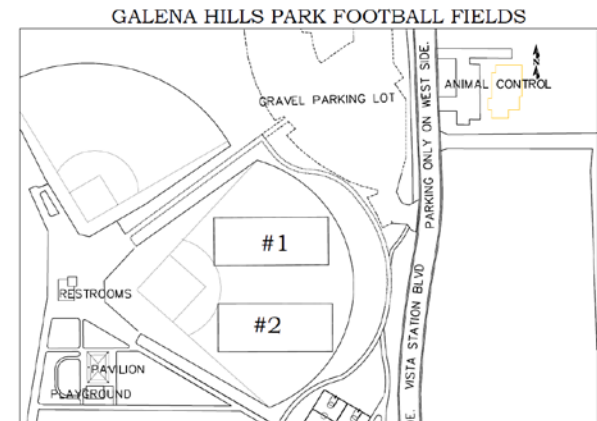 GALENA HILLS PARK FOOTBALL FIELDS
N
ANIMAL CONTROL
GRAVEL PARKING LOT
PARKING ONLY ON WEST SIDE.
#1
RESTROOMS
#2
VISTA STATION BLVD
PAVILION
PLAYGROUND